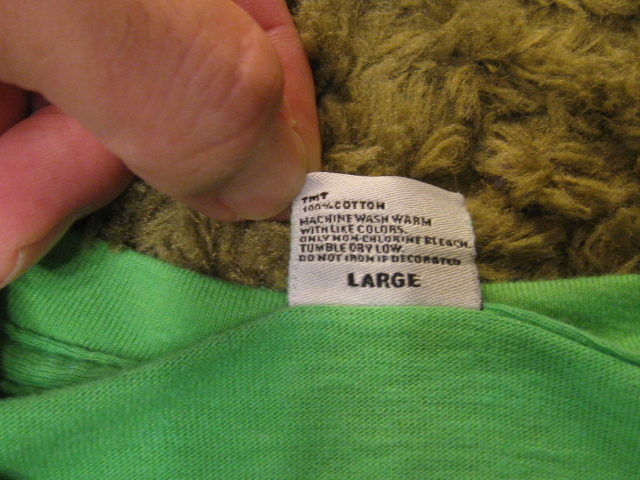 TMT
100% COTTON
MACHINE WASH WARM
WITH LIKE COLORS.
ONLY NON-CHLORINE BLEACH.
TUMBLE DRY LOW.
DO NOT IRON IF DECORATED
LARGE